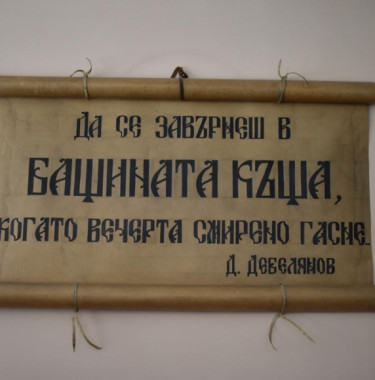 ДА СЕ ЗАВЪРНЕШ В
БАЩИНАТА КЪЩА,
КОГАТО ВЕЧЕРТА СМИРЕНО ГАСНЕ.
Д. ДЕБЕЛЯНОВ